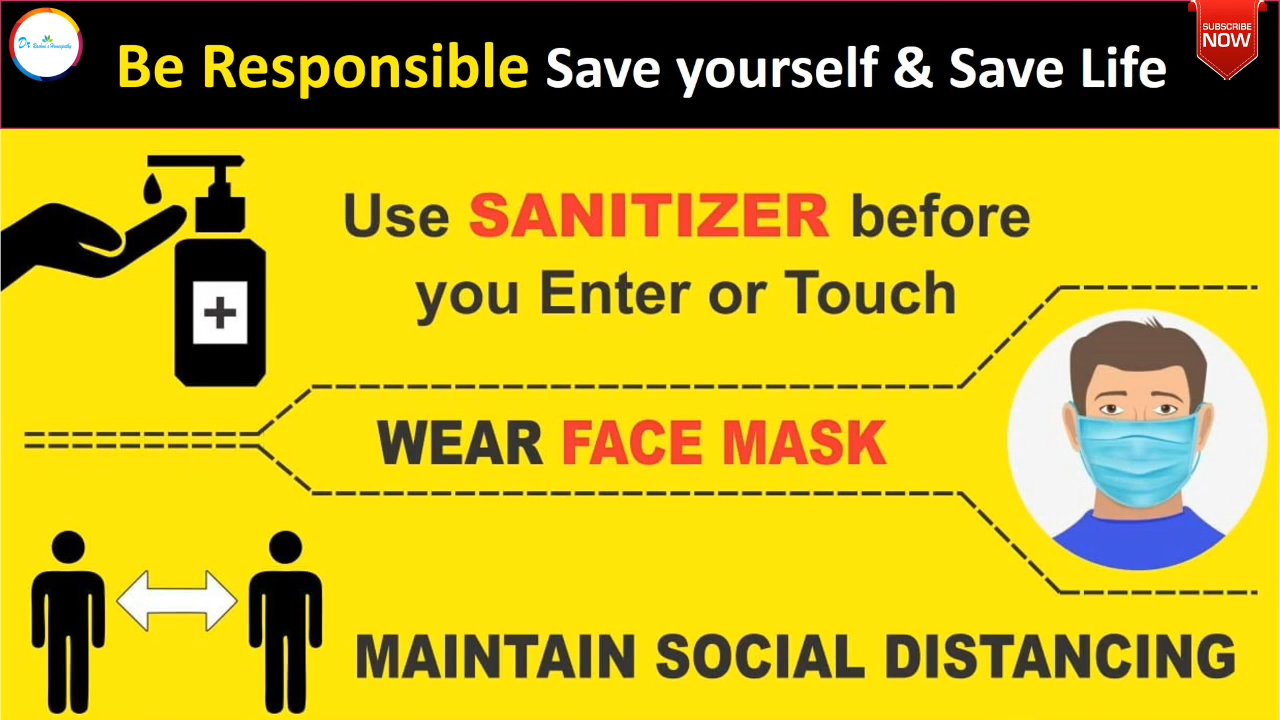 Dr
Be Responsible Save yourself & Save Life
SUBSCRIBE
NOW
Use SANITIZER before
you Enter or Touch
WEAR FACE MASK
MAINTAIN SOCIAL DISTANCING